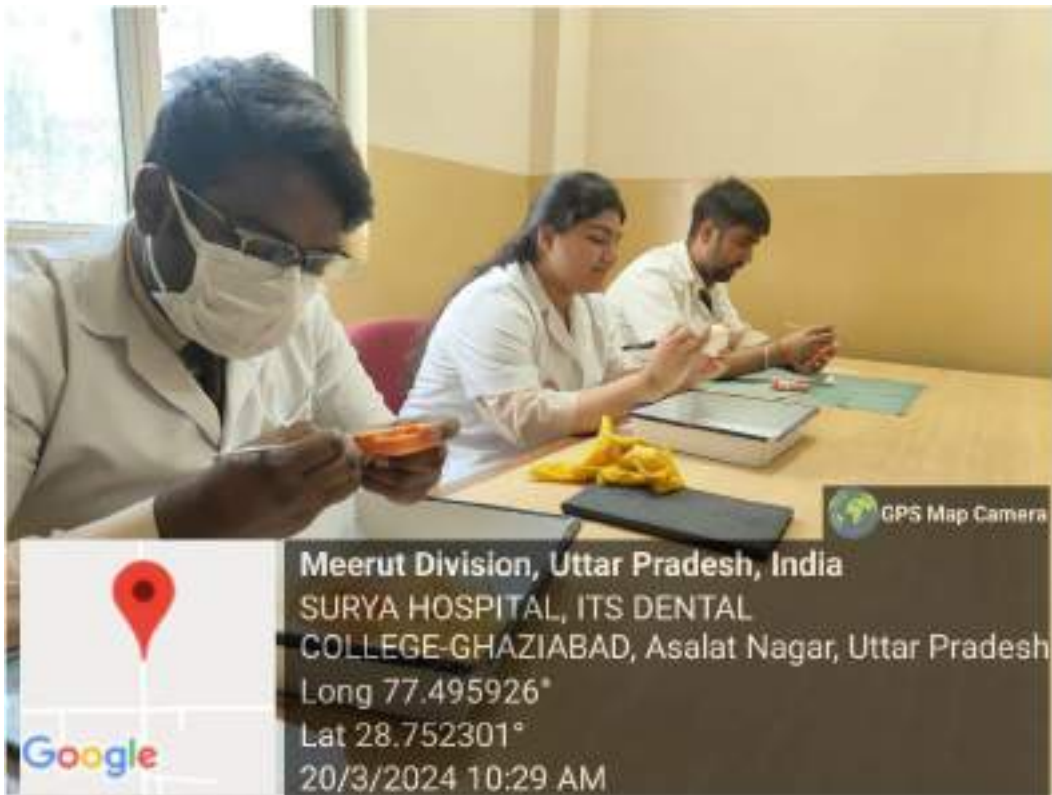 GPS Map Camera
Meerut Division, Uttar Pradesh, India
SURYA HOSPITAL, ITS DENTAL
COLLEGE-GHAZIABAD, Asalat Nagar, Uttar Pradesh
Long 77.495926°
Lat 28.752301°
20/3/2024 10:29 AM
Google